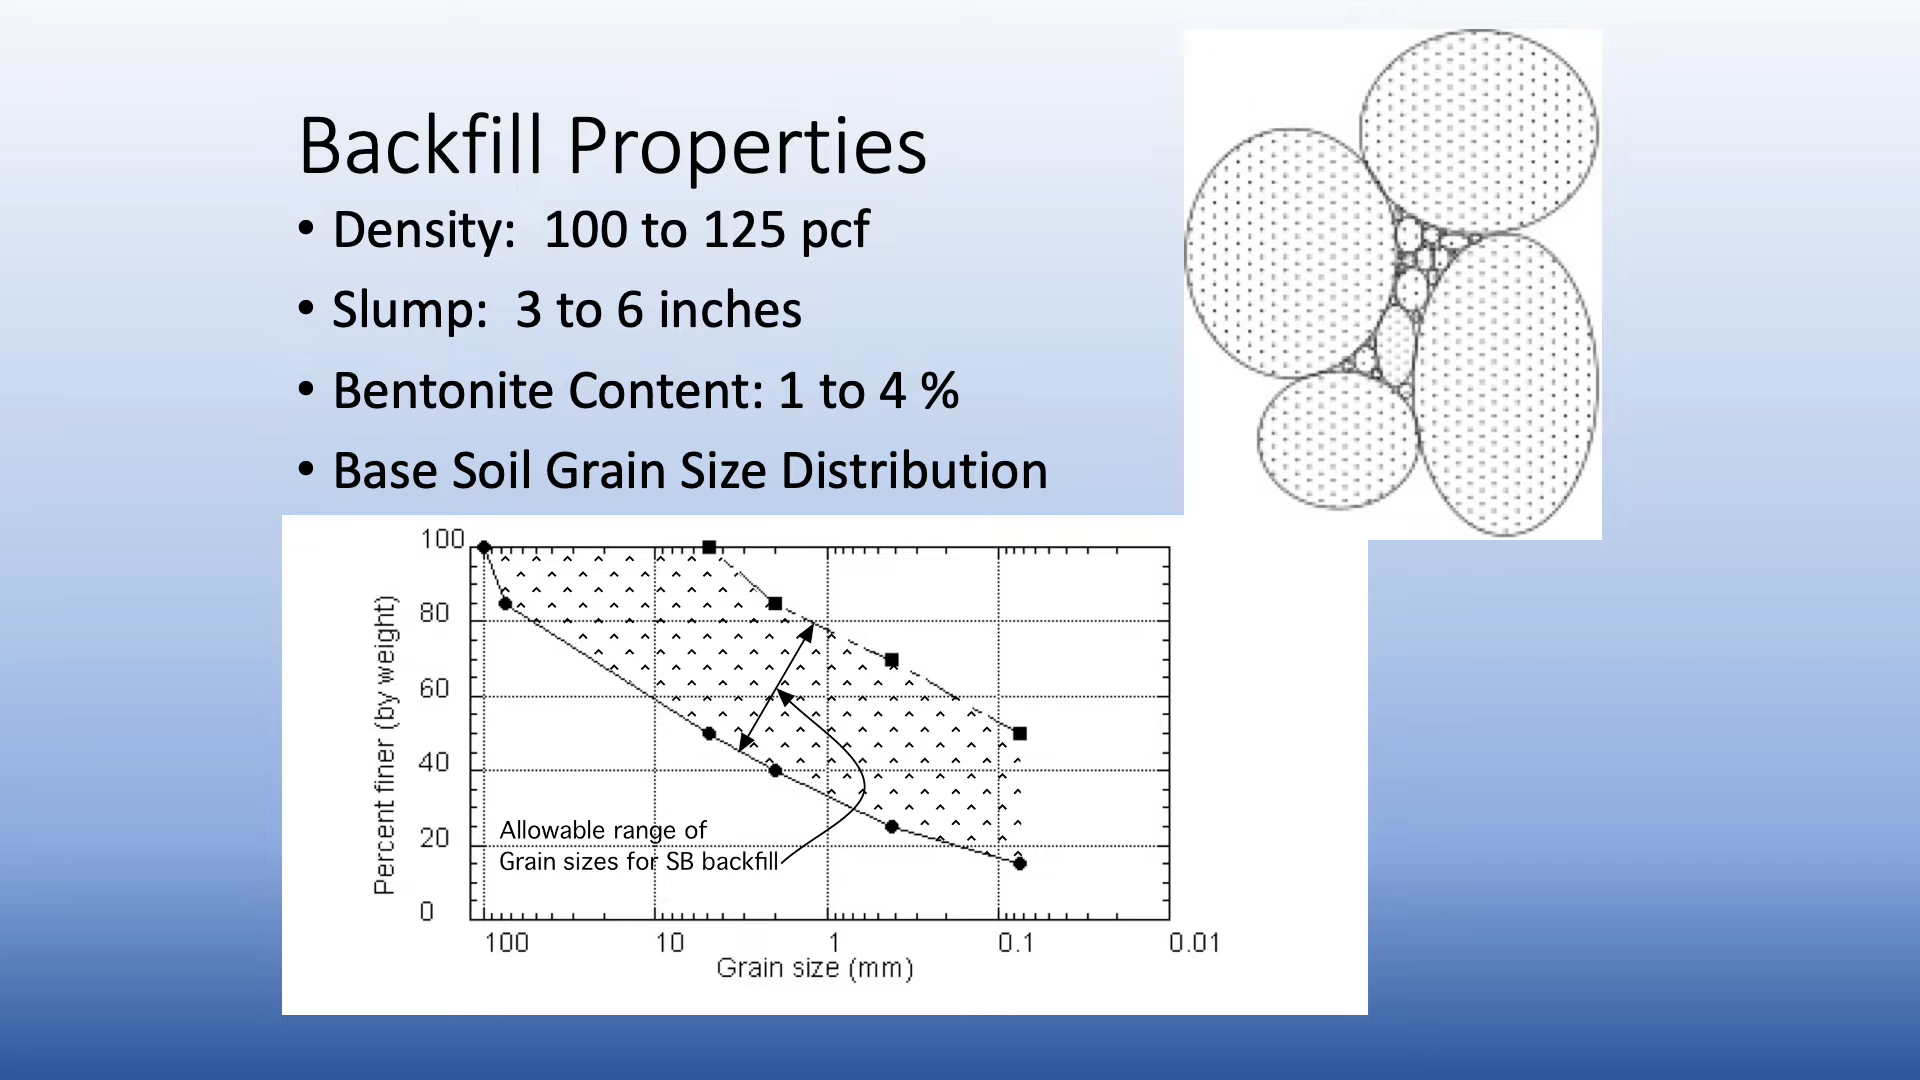 Backfill Properties
• Density:  100 to 125 pcf
• Slump:  3 to 6 inches
• Bentonite Content: 1 to 4 %
• Base Soil Grain Size Distribution
100
80
60
40
20
0
Percent finer (by weight)
Allowable range of
Grain sizes for SB backfill
100 10 1 0.1 0.01
Grain size (mm)